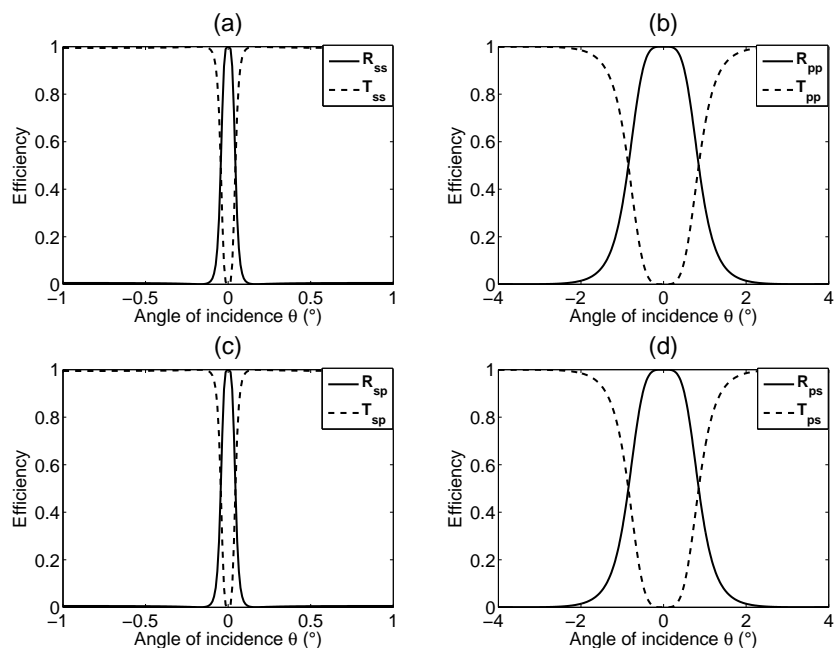 (a)
1
0.8
0.6
0.4
0.2
0
Efficiency
−1
−0.5
0
0.5
1
Angle of incidence θ (°)
R_ss
T_ss
(b)
1
0.8
0.6
0.4
0.2
0
Efficiency
−4
−2
0
2
4
Angle of incidence θ (°)
R_pp
T_pp
(c)
1
0.8
0.6
0.4
0.2
0
Efficiency
−1
−0.5
0
0.5
1
Angle of incidence θ (°)
R_sp
T_sp
(d)
1
0.8
0.6
0.4
0.2
0
Efficiency
−4
−2
0
2
4
Angle of incidence θ (°)
R_ps
T_ps